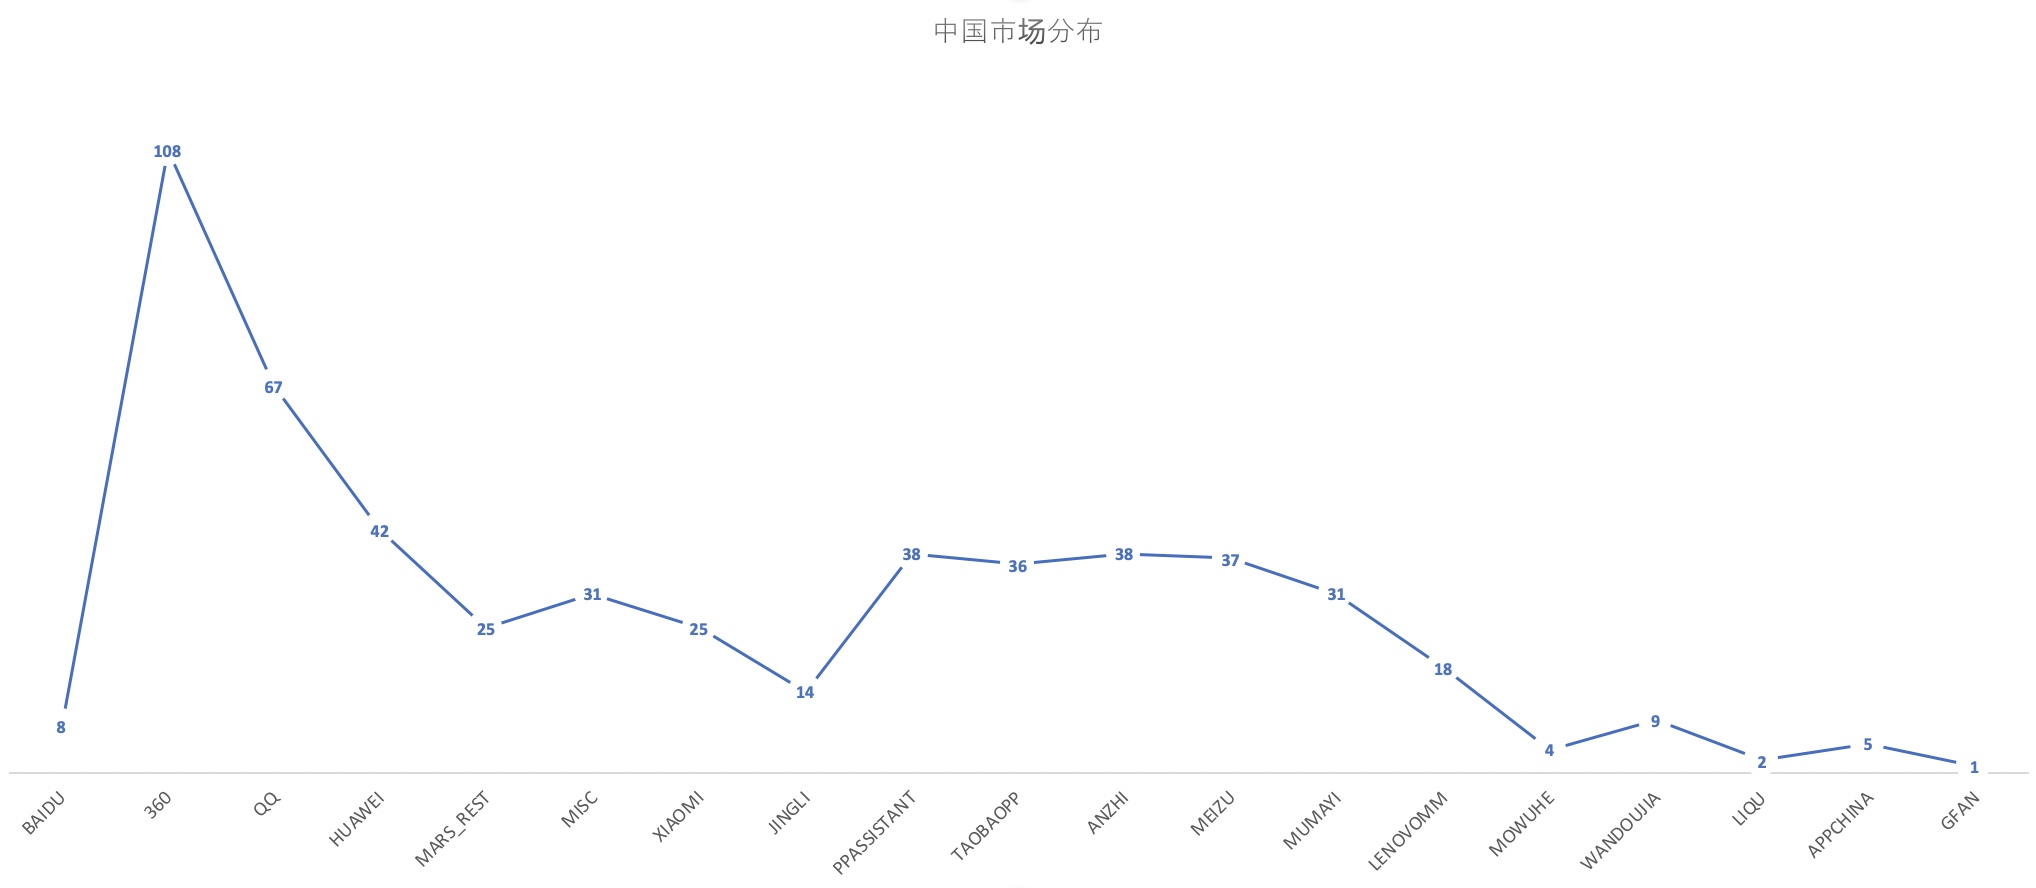 中国市场分布
108
67
42
38
36
38
37
31
31
25
25
18
14
8
9
4
5
2
1
BAIDU
360
QQ
HUAWEI
MARS_REST
MISC
XIAOMI
JINGLI
PPASSISTANT
TAOBAOPP
ANZHI
MEIZU
MUMAYI
LENOVOMM
MOWUHE
WANDOUJIA
LIQU
APPCHINA
GFAN